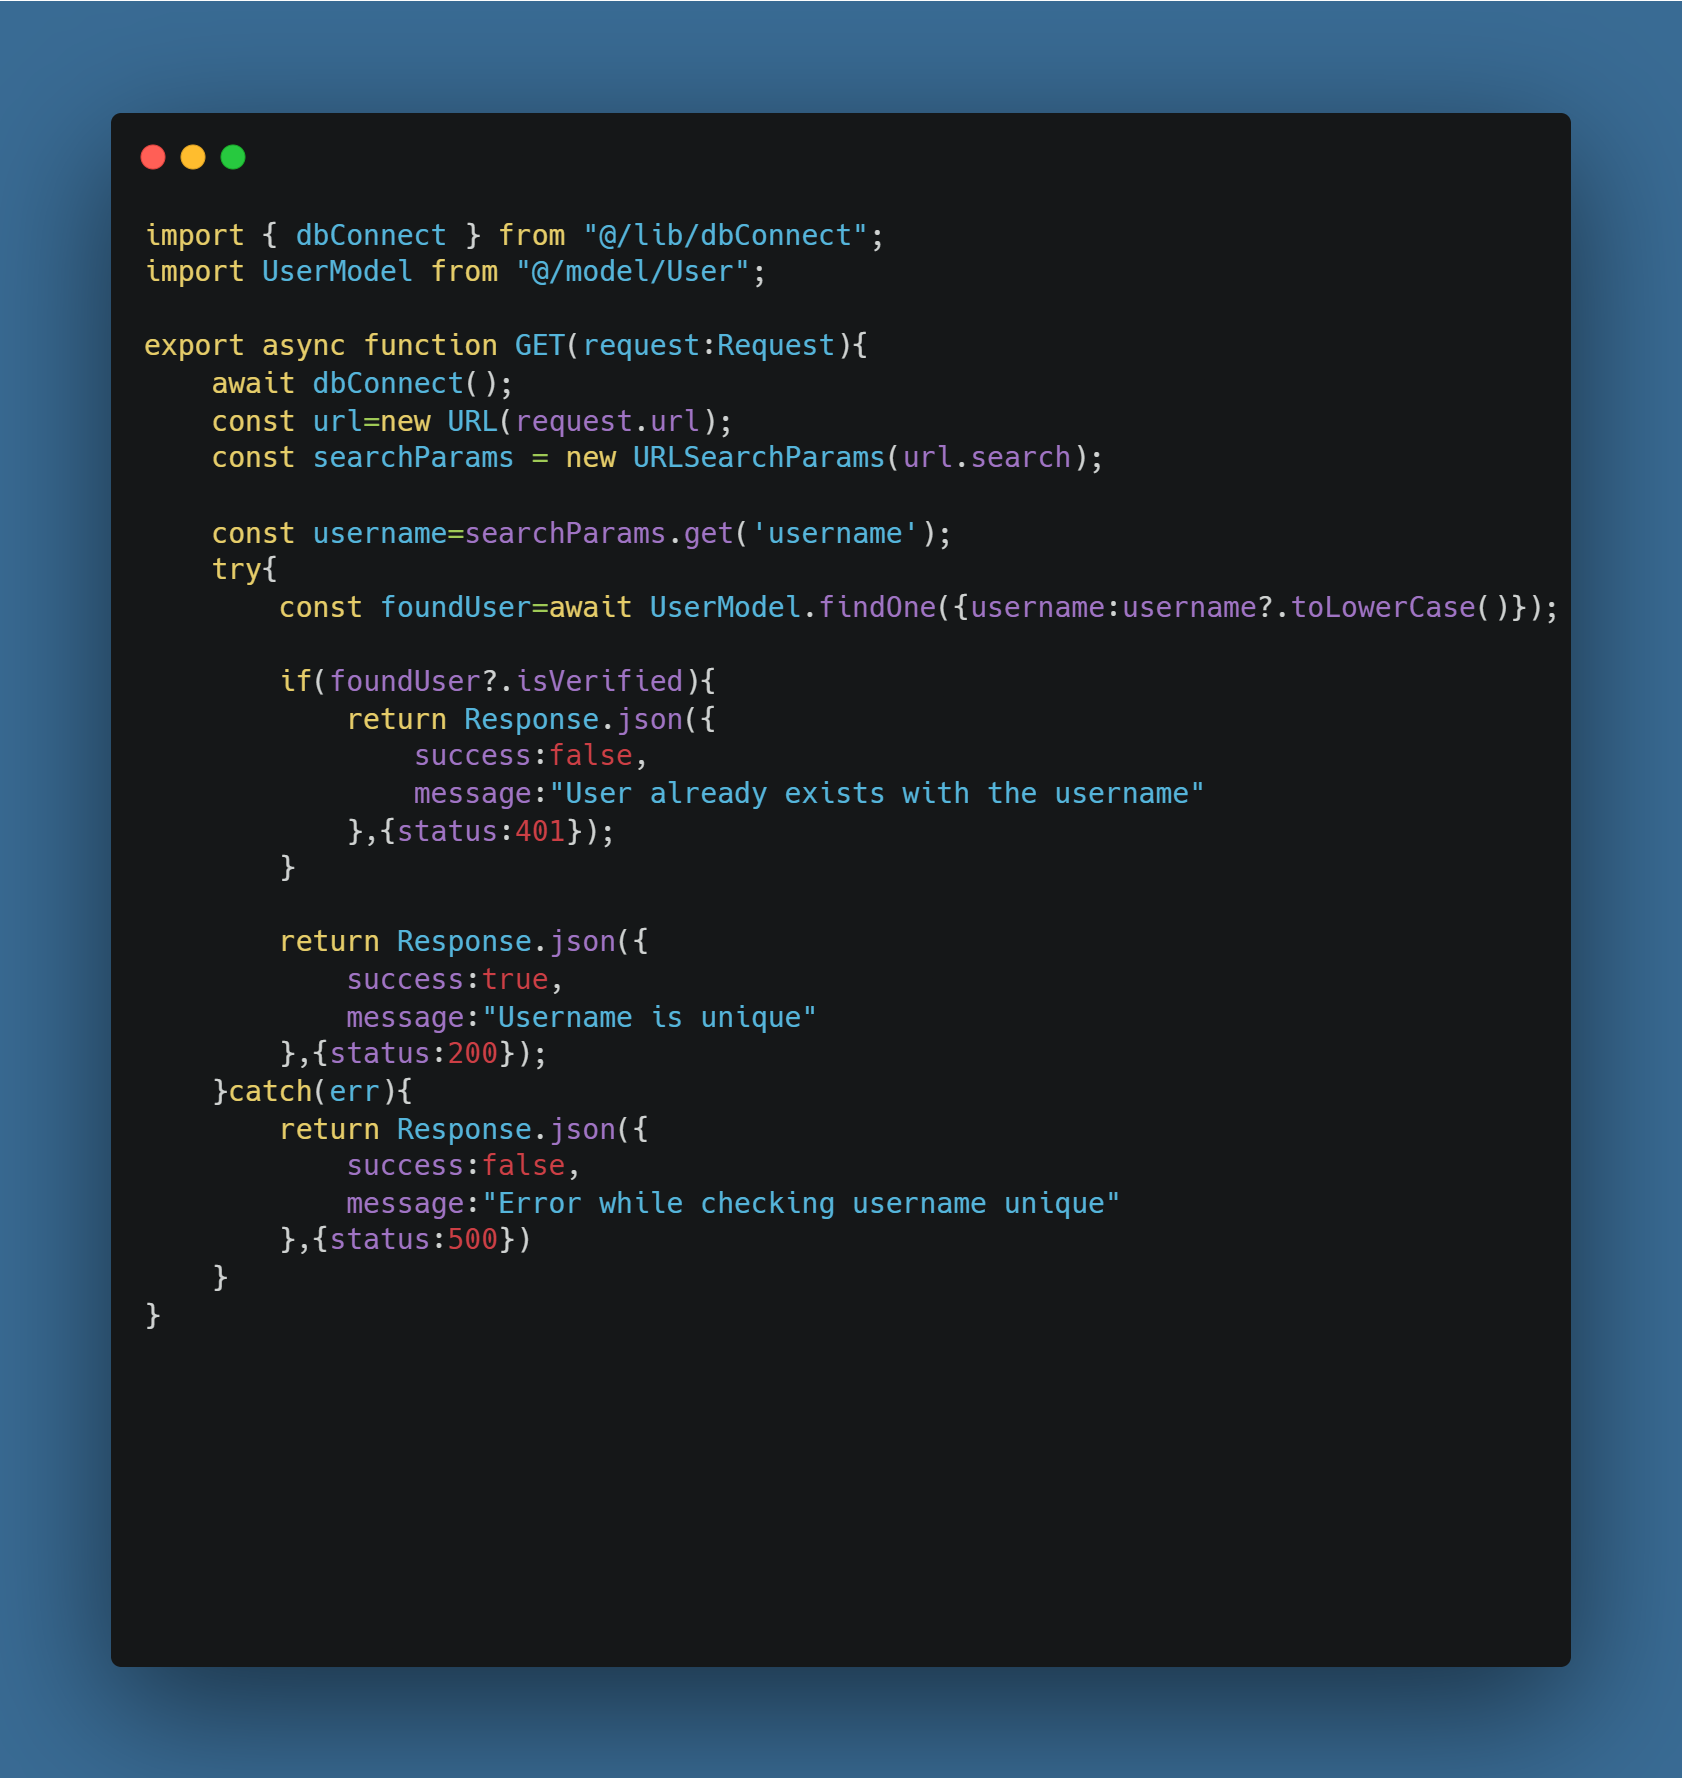 import { dbConnect } from "@/lib/dbConnect";
import UserModel from "@/model/User";

export async function GET(request:Request){
    await dbConnect();
    const url=new URL(request.url);
    const searchParams = new URLSearchParams(url.search);

    const username=searchParams.get('username');
    try{
        const foundUser=await UserModel.findOne({username:username?.toLowerCase()});

        if(foundUser?.isVerified){
            return Response.json({
                success:false,
                message:"User already exists with the username"
            },{status:401});
        }

        return Response.json({
            success:true,
            message:"Username is unique"
        },{status:200});
    }catch(err){
        return Response.json({
            success:false,
            message:"Error while checking username unique"
        },{status:500})
    }
}